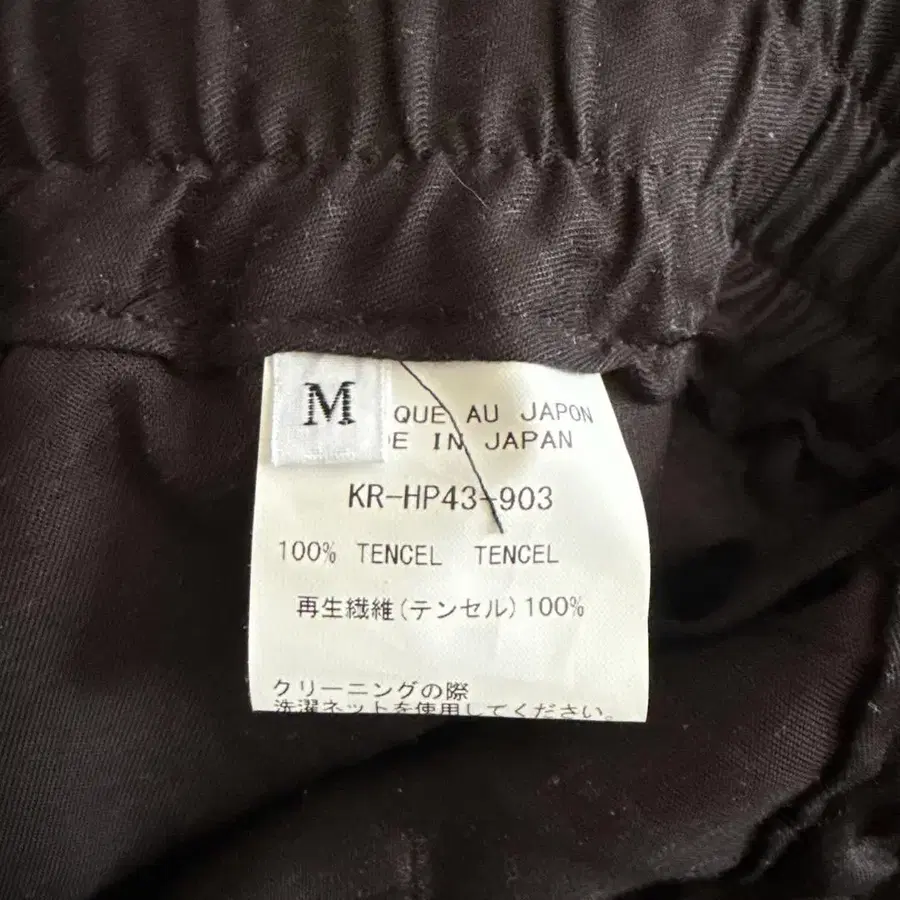 M
QUE AU JAPON
DE IN JAPAN
KR-HP43-903
100% TENCEL TENCEL
再生繊維(テンセル)100%
クリーニングの際
洗濯ネットを使用してください。